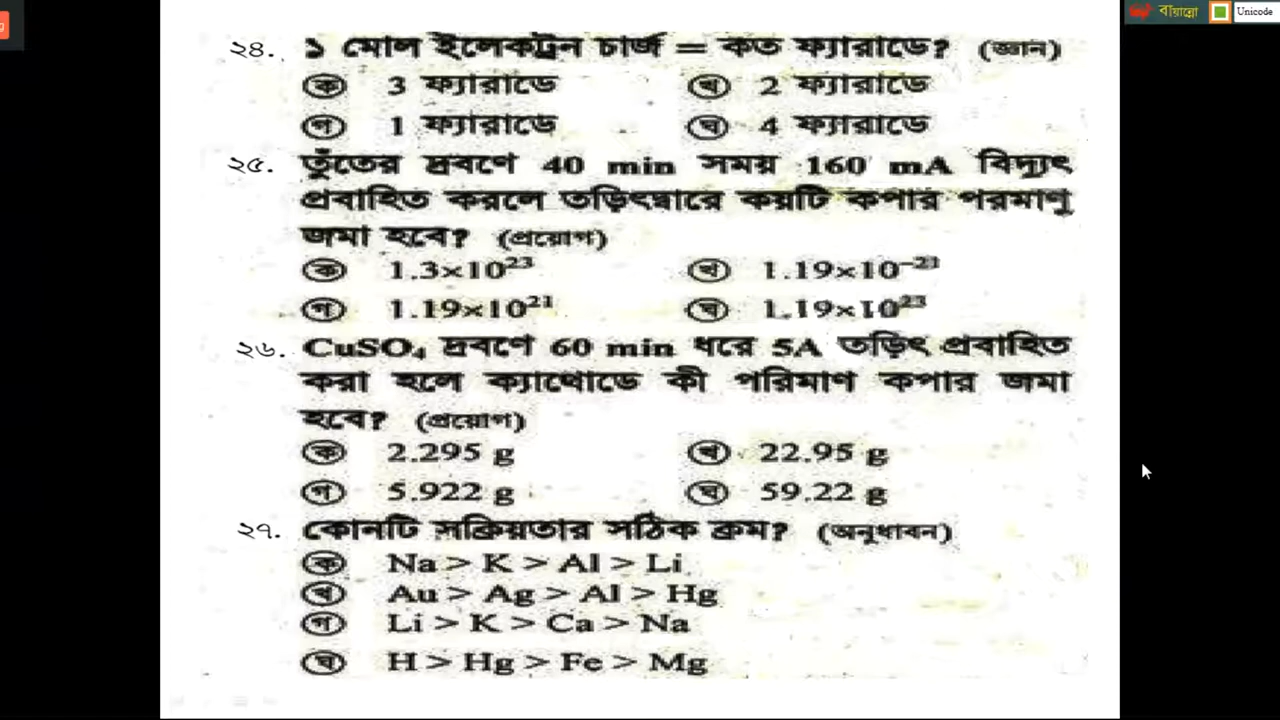 বায়ান্নো Unicode
২৪. ১ মোল ইলেকট্রন চার্জ = কত ফ্যারাডে? (জ্ঞান)
ক 3 ফ্যারাডে খ 2 ফ্যারাডে
গ 1 ফ্যারাডে ঘ 4 ফ্যারাডে
২৫. তুঁতের দ্রবণে 40 min সময় 160 mA বিদ্যুৎ
প্রবাহিত করলে তড়িৎদ্বারে কয়টি কপার পরমাণু
জমা হবে? (প্রয়োগ)
ক 1.3×10²³ খ 1.19×10⁻²¹
গ 1.19×10²¹ ঘ 1.19×10²³
২৬. CuSO₄ দ্রবণে 60 min ধরে 5A তড়িৎ প্রবাহিত
করা হলে ক্যাথোডে কী পরিমাণ কপার জমা
হবে? (প্রয়োগ)
ক 2.295 g খ 22.95 g
গ 5.922 g ঘ 59.22 g
২৭. কোনটি সক্রিয়তার সঠিক ক্রম? (অনুধাবন)
ক Na > K > Al > Li
খ Au > Ag > Al > Hg
গ Li > K > Ca > Na
ঘ H > Hg > Fe > Mg